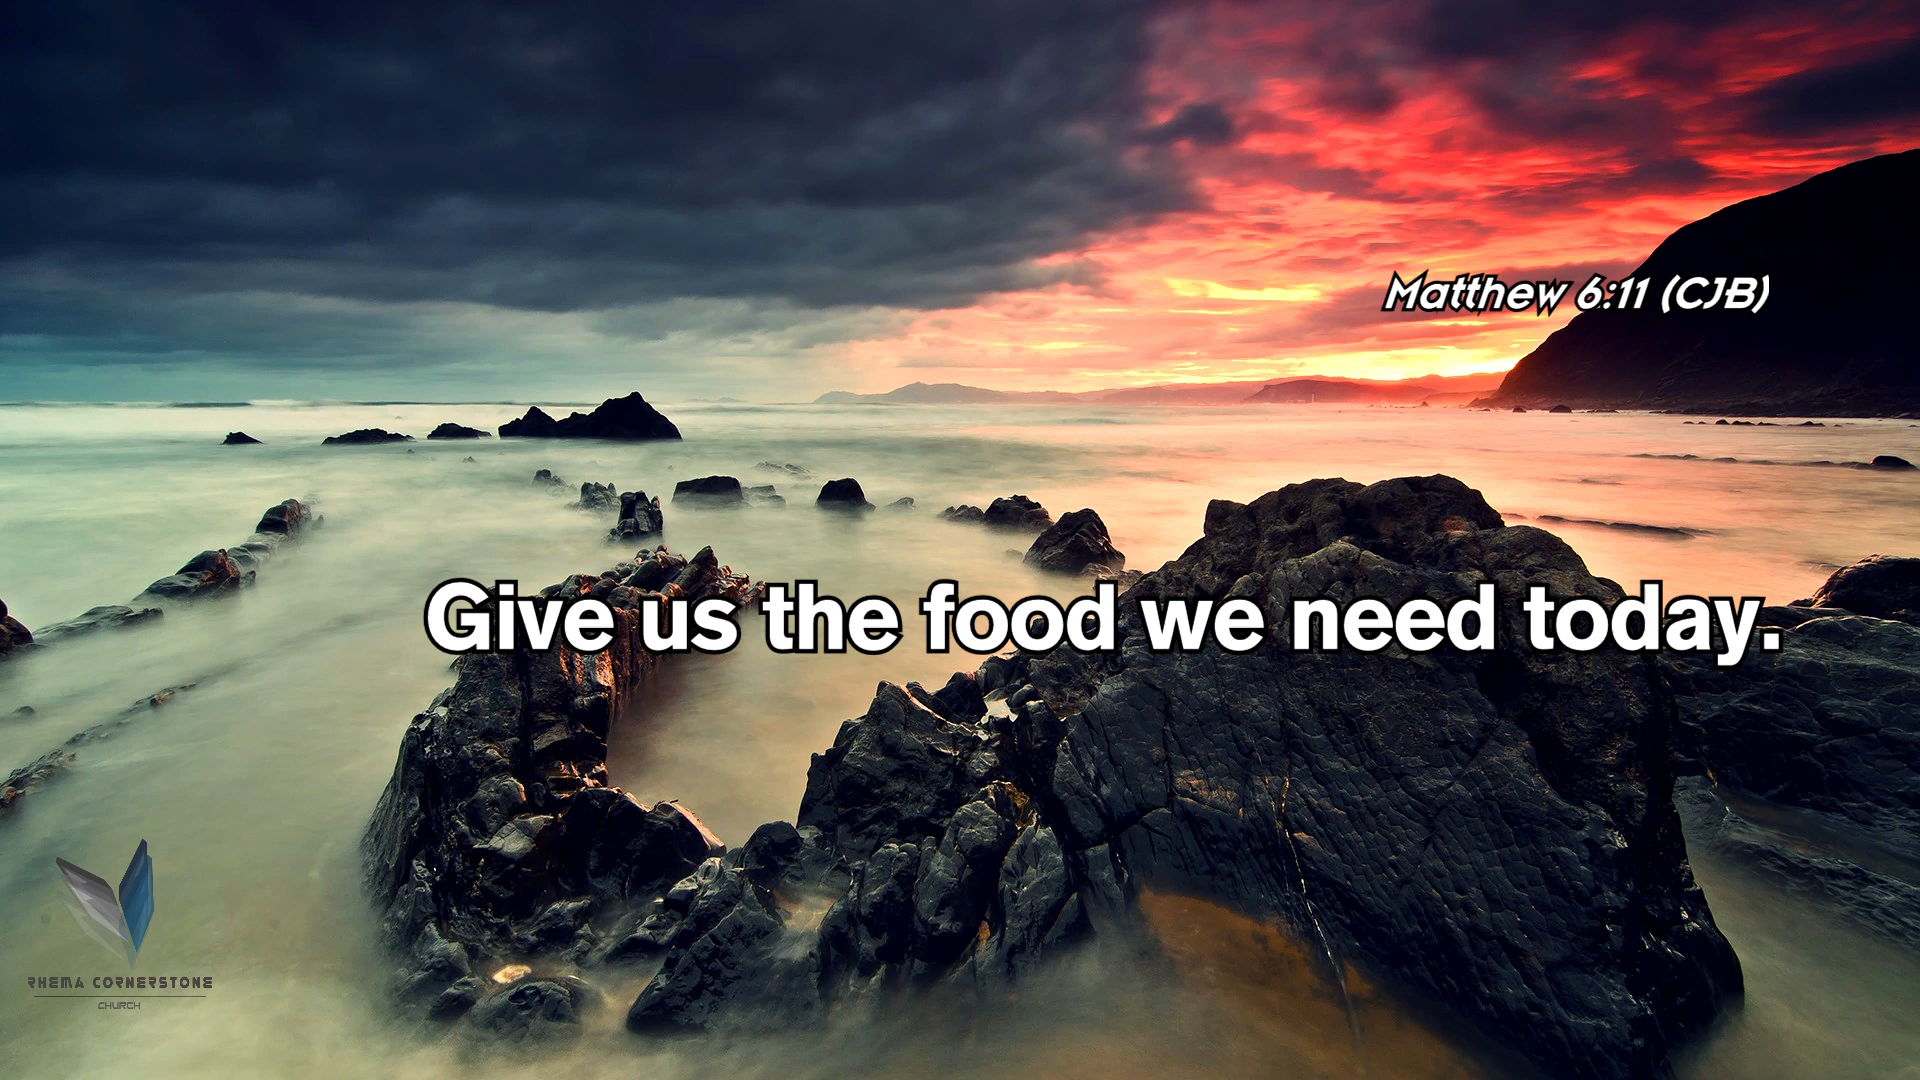 Matthew 6:11 (CJB)
Give us the food we need today.
RHEMA CORNERSTONE
CHURCH